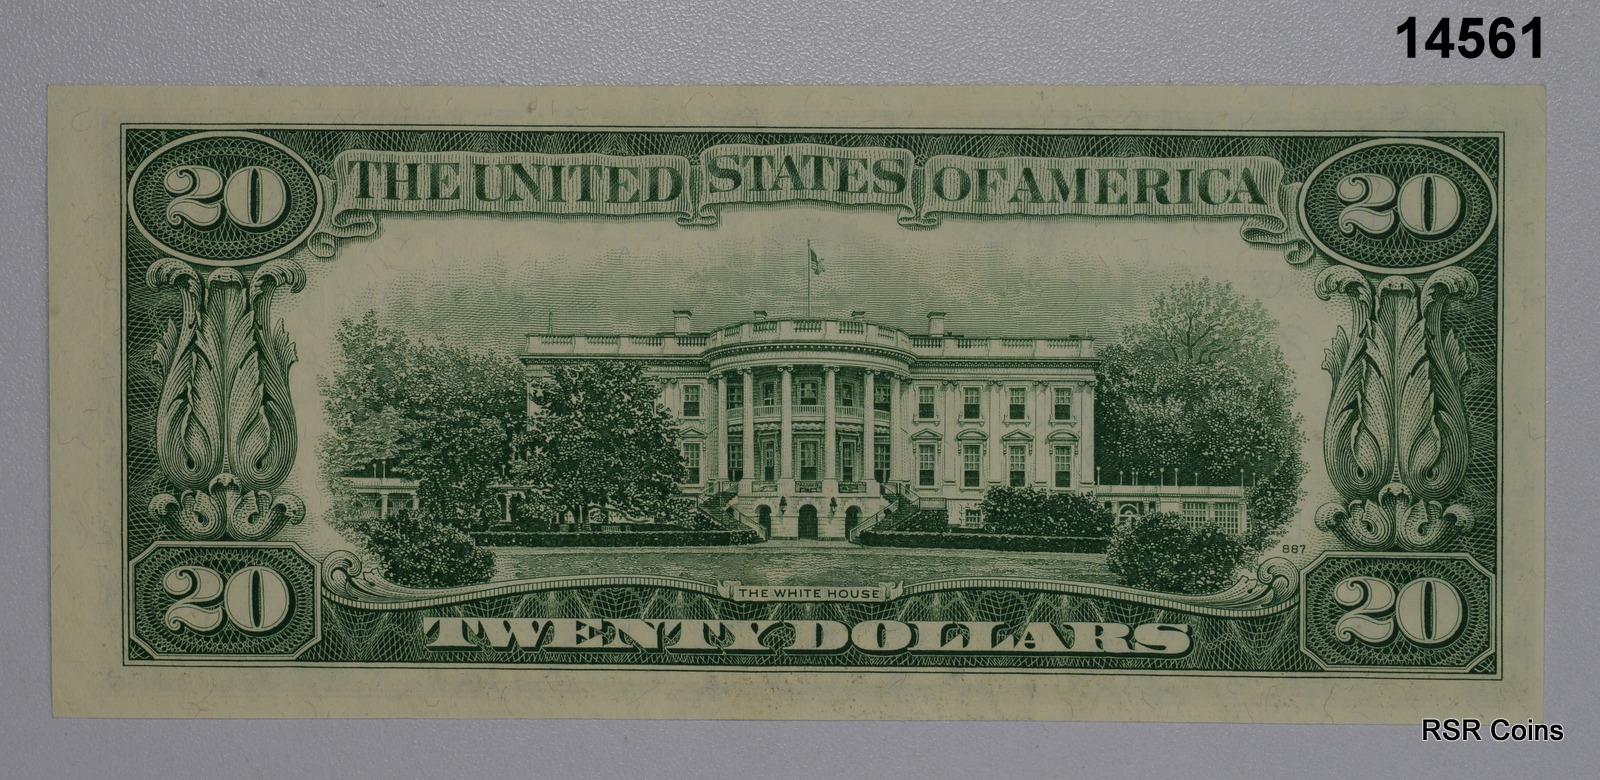 14561
20 THE UNITED STATES OF AMERICA 20
887
THE WHITE HOUSE
20 TWENTY DOLLARS 20
RSR Coins